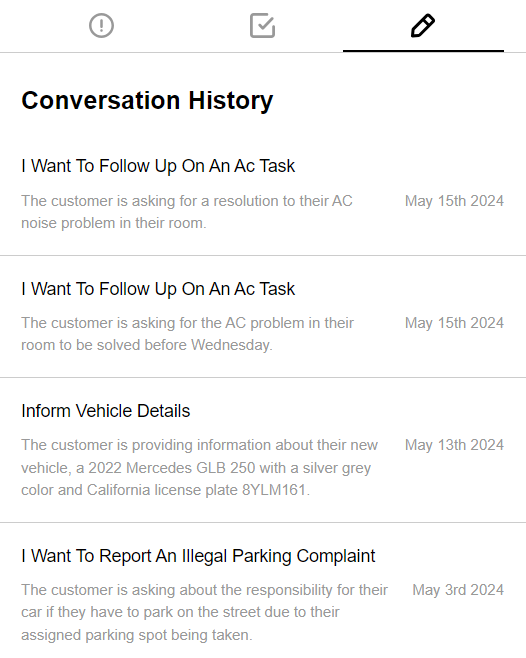 Conversation History
I Want To Follow Up On An Ac Task
The customer is asking for a resolution to their AC May 15th 2024
noise problem in their room.
I Want To Follow Up On An Ac Task
The customer is asking for the AC problem in their May 15th 2024
room to be solved before Wednesday.
Inform Vehicle Details
The customer is providing information about their new May 13th 2024
vehicle, a 2022 Mercedes GLB 250 with a silver grey
color and California license plate 8YLM161.
I Want To Report An Illegal Parking Complaint
The customer is asking about the responsibility for their May 3rd 2024
car if they have to park on the street due to their
assigned parking spot being taken.